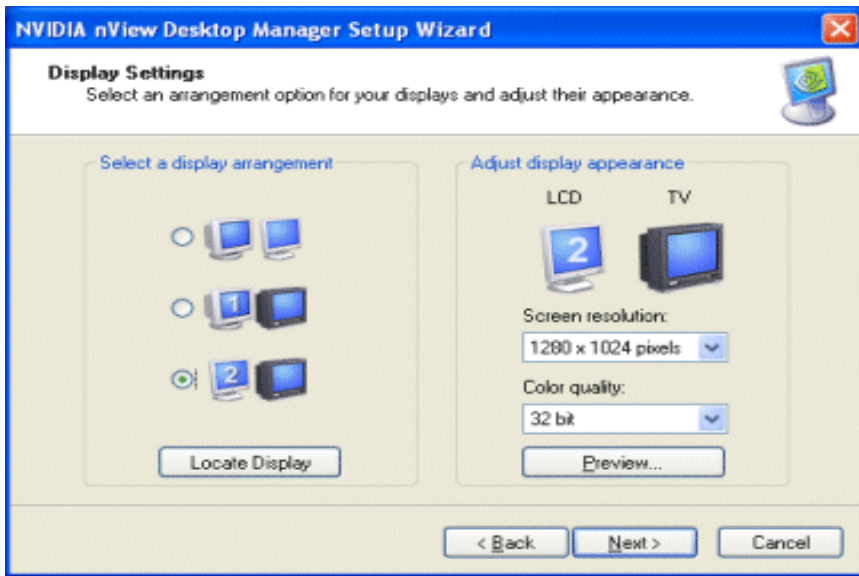 NVIDIA nView Desktop Manager Setup Wizard
Display Settings
Select an arrangement option for your displays and adjust their appearance.
Select a display arrangement
1
2
Locate Display
Adjust display appearance
LCD TV
2
Screen resolution:
1280 x 1024 pixels
Color quality:
32 bit
Preview...
< Back
Next >
Cancel